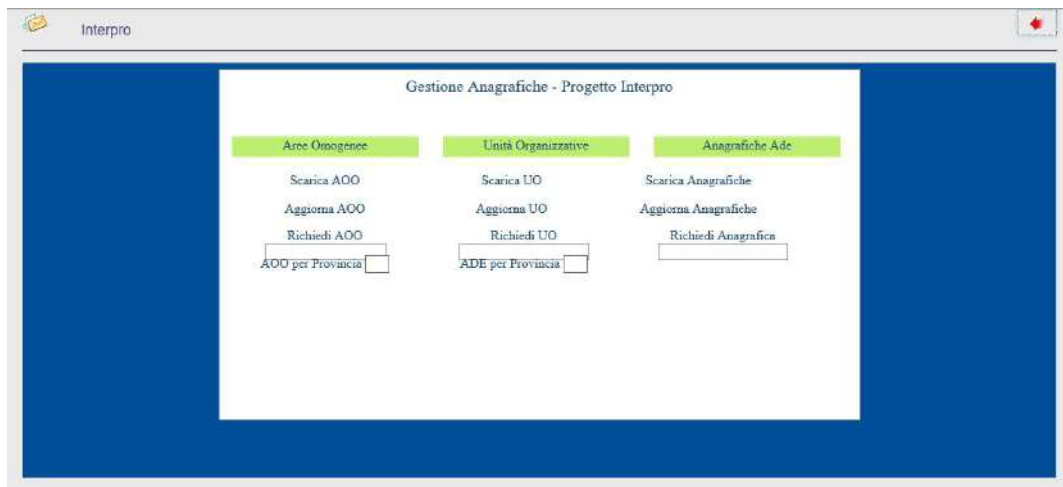 Interpro
Gestione Anagrafiche - Progetto Interpro
Aree Omogenee Unità Organizzative Anagrafiche Ade
Scarica AOO Scarica UO Scarica Anagrafiche
Aggiorna AOO Aggiorna UO Aggiorna Anagrafiche
Richiedi AOO Richiedi UO Richiedi Anagrafica
AOO per Provincia ADE per Provincia